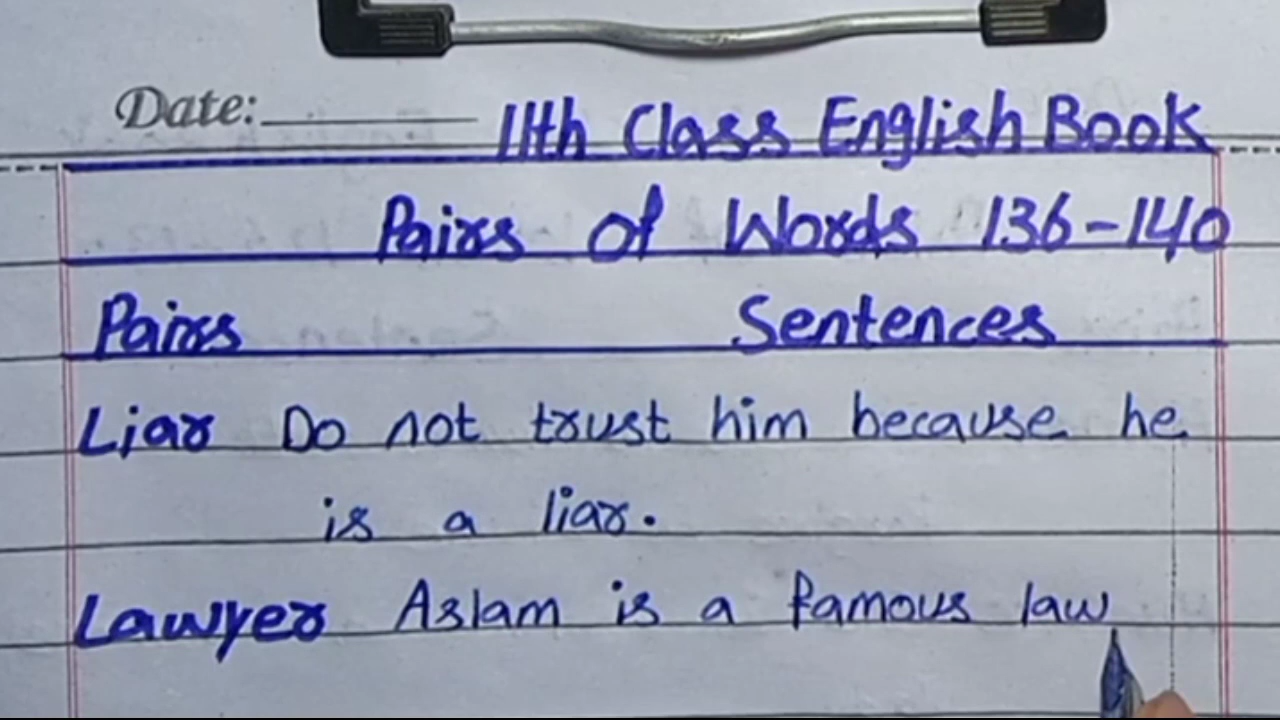 Date:
11th Class English Book
Pairs of Words 136-140
Pairs Sentences
Liar Do not trust him because he
is a liar.
Lawyer Aslam is a famous law